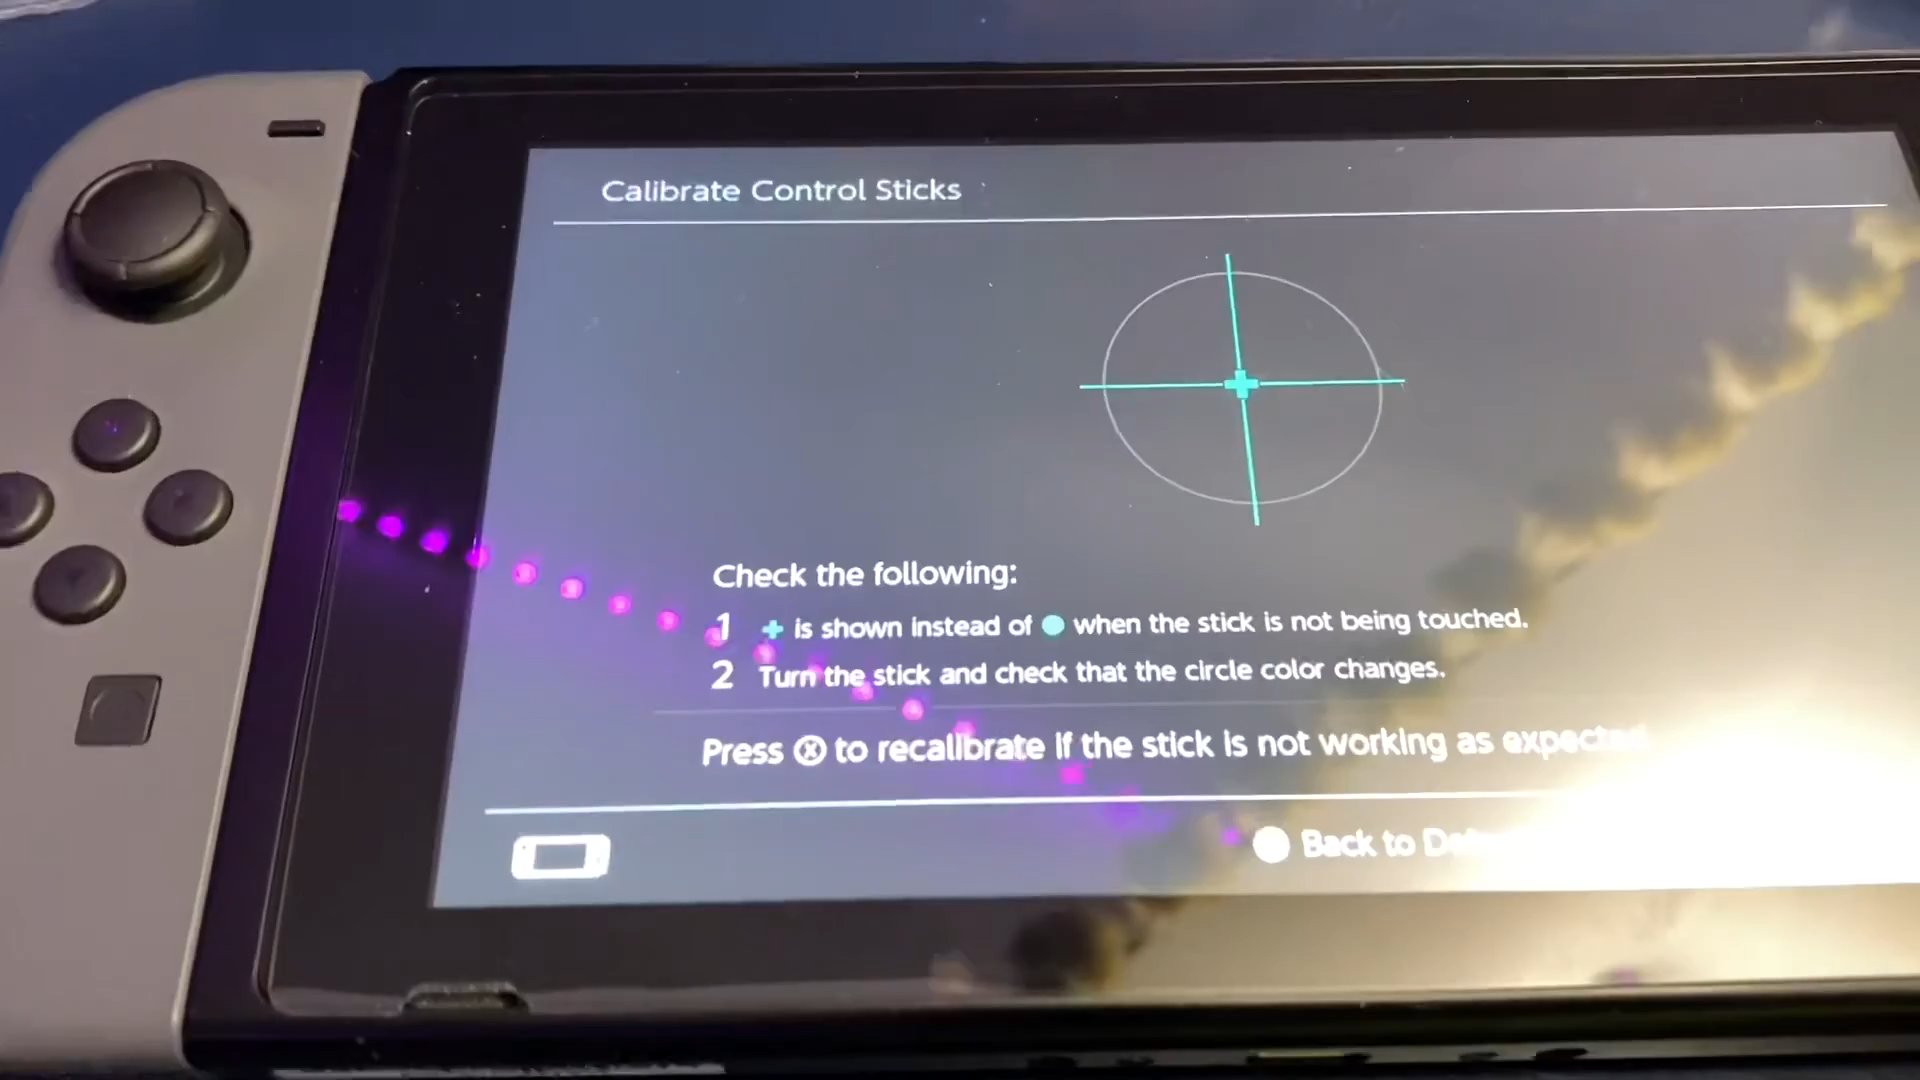 Calibrate Control Sticks
Check the following:
1 + is shown instead of ● when the stick is not being touched.
2 Turn the stick and check that the circle color changes.
Press Ⓧ to recalibrate if the stick is not working as expected
Back to